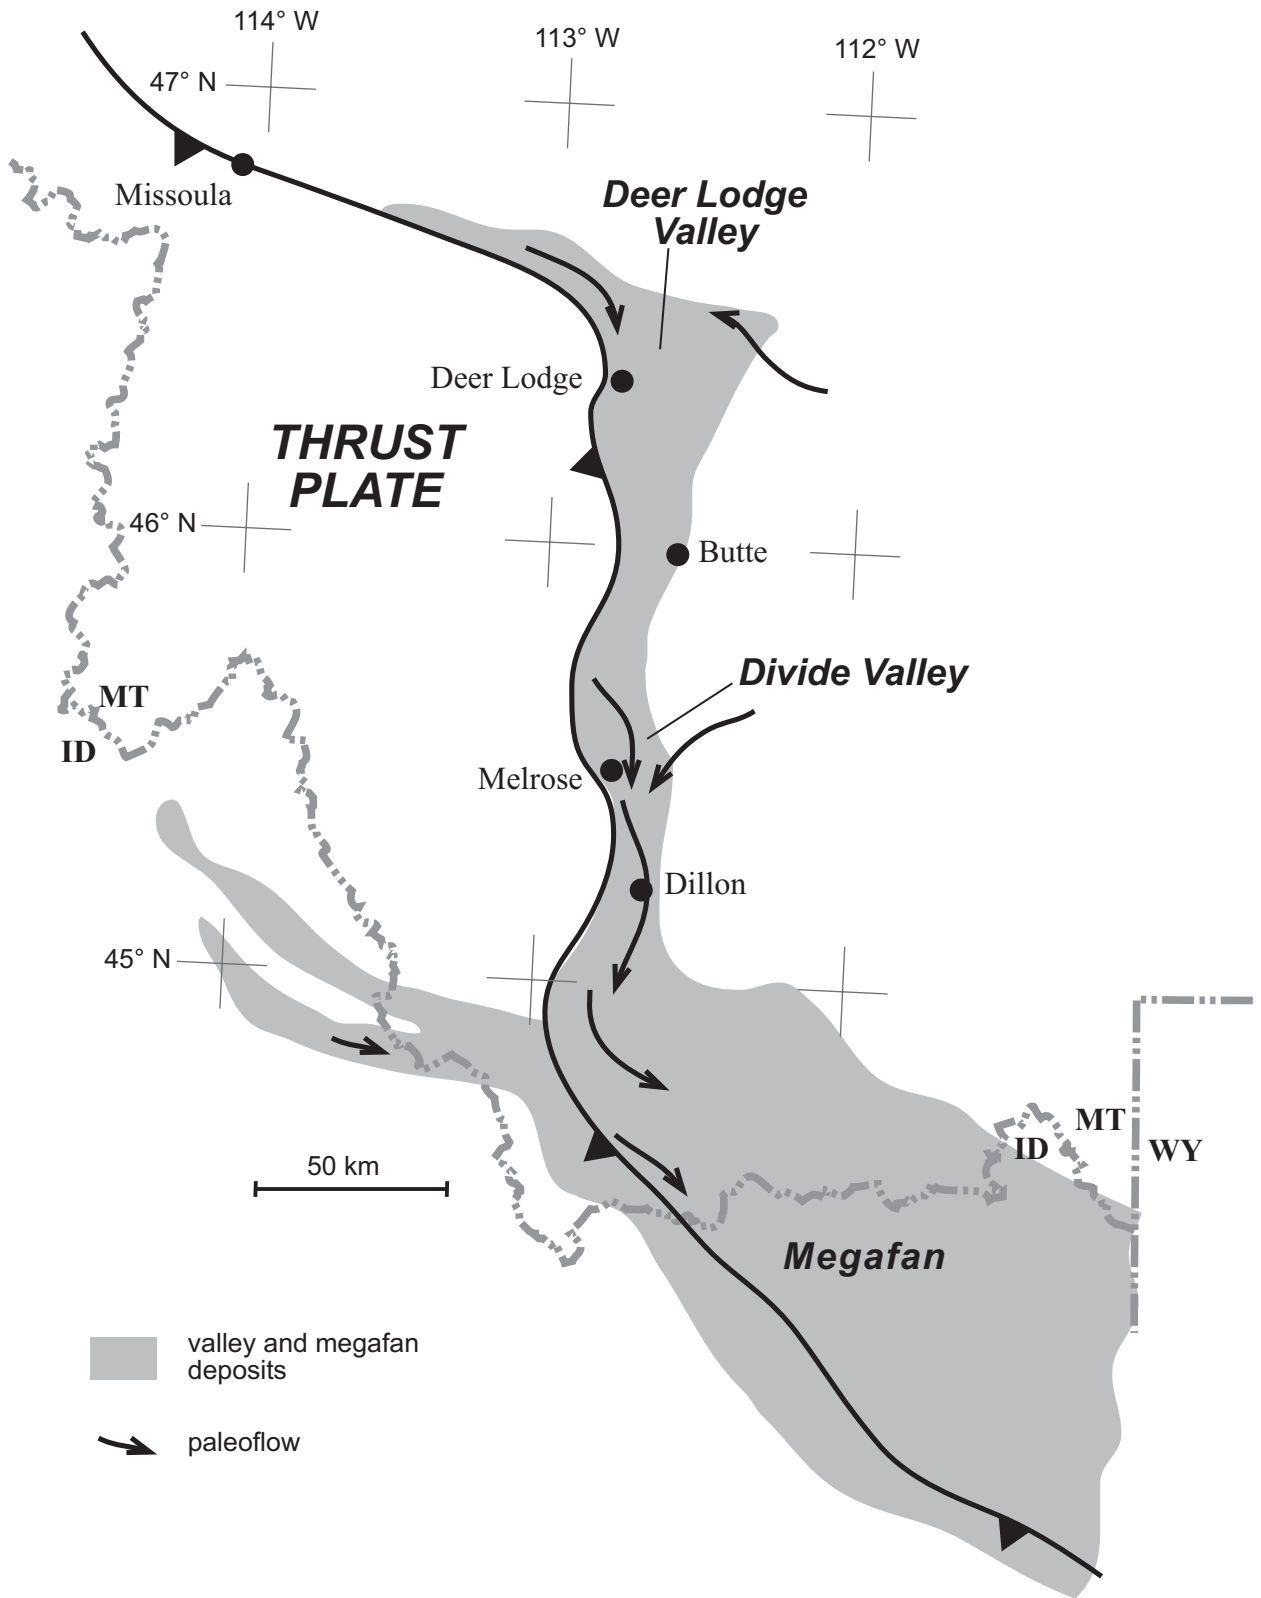 114° W
113° W
112° W
47° N
Missoula
Deer Lodge
Valley
Deer Lodge
THRUST
PLATE
46° N
Butte
Divide Valley
MT
ID
Melrose
Dillon
45° N
MT
ID
WY
50 km
Megafan
valley and megafan
deposits
paleoflow